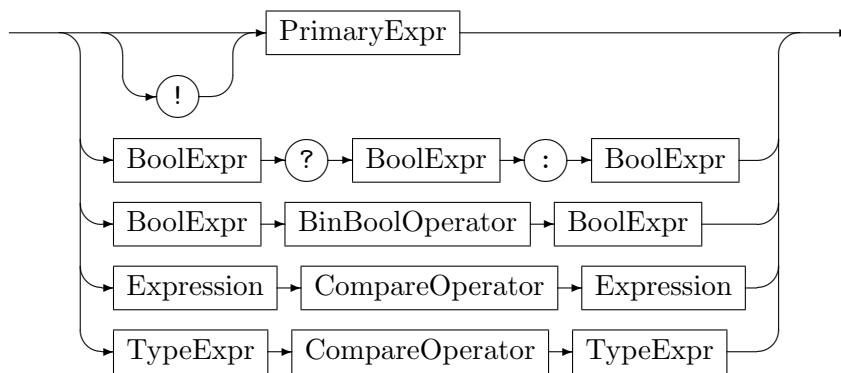 PrimaryExpr
!
BoolExpr ? BoolExpr : BoolExpr
BoolExpr BinBoolOperator BoolExpr
Expression CompareOperator Expression
TypeExpr CompareOperator TypeExpr